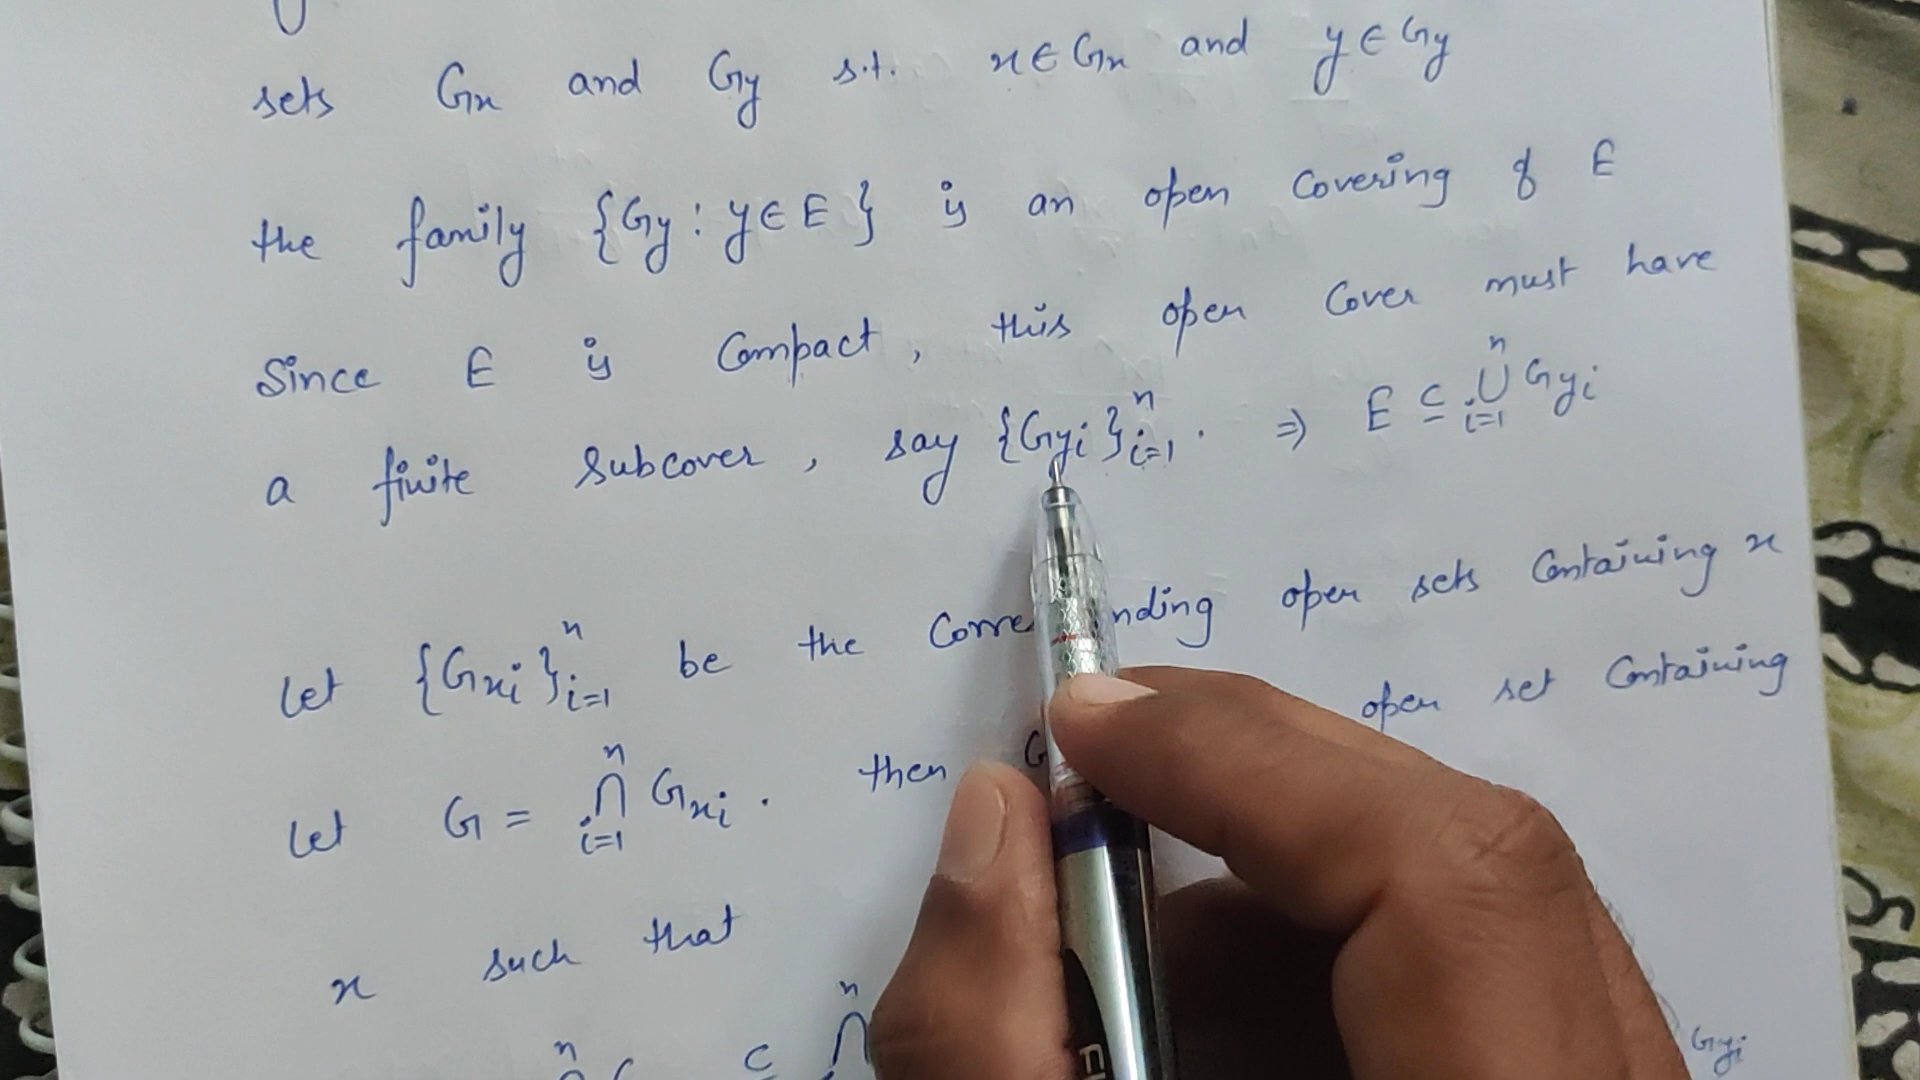 sets Gx and Gy s.t. x ∈ Gx and y ∈ Gy
the family {Gy : y ∈ E} is an open covering of E
Since E is Compact, this open Cover must have
a finite subcover, say {Gyi}ⁿᵢ₌₁. ⇒ E ⊆ ⋃ⁿᵢ₌₁ Gyi
Let {Gxi}ⁿᵢ₌₁ be the nding open sets Containing x
Let G = ⋂ⁿᵢ₌₁ Gxi. then G open set Containing
x such that
n ⊆ ⋂ⁿ Gyi